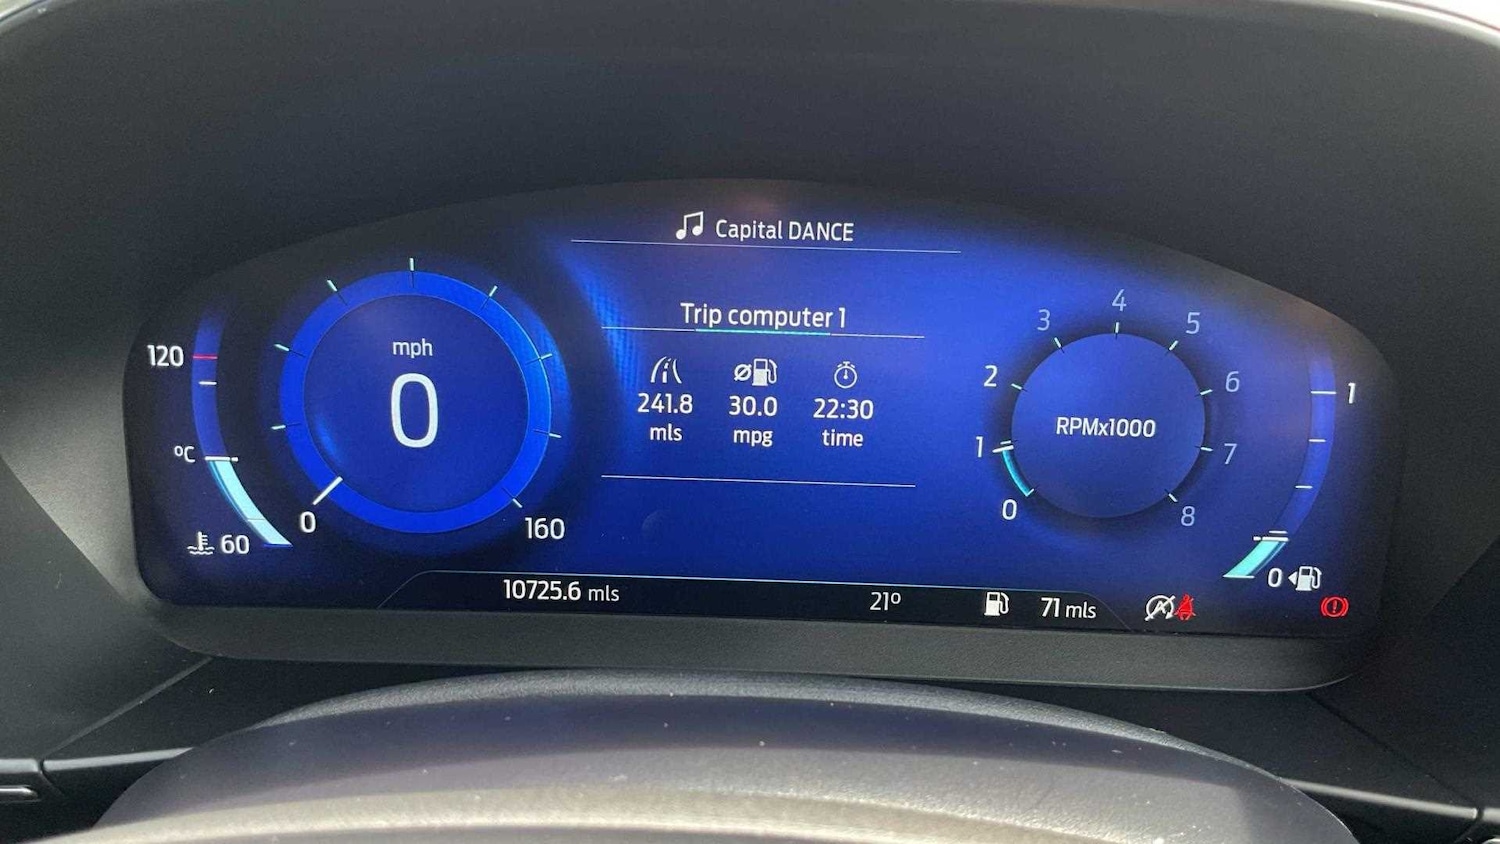 Capital DANCE
Trip computer 1
241.8 30.0 22:30
mls mpg time
120
°C
60
mph
0
0
160
0
1
2
3
4
5
6
7
8
RPMx1000
1
0
10725.6 mls
21°
71 mls